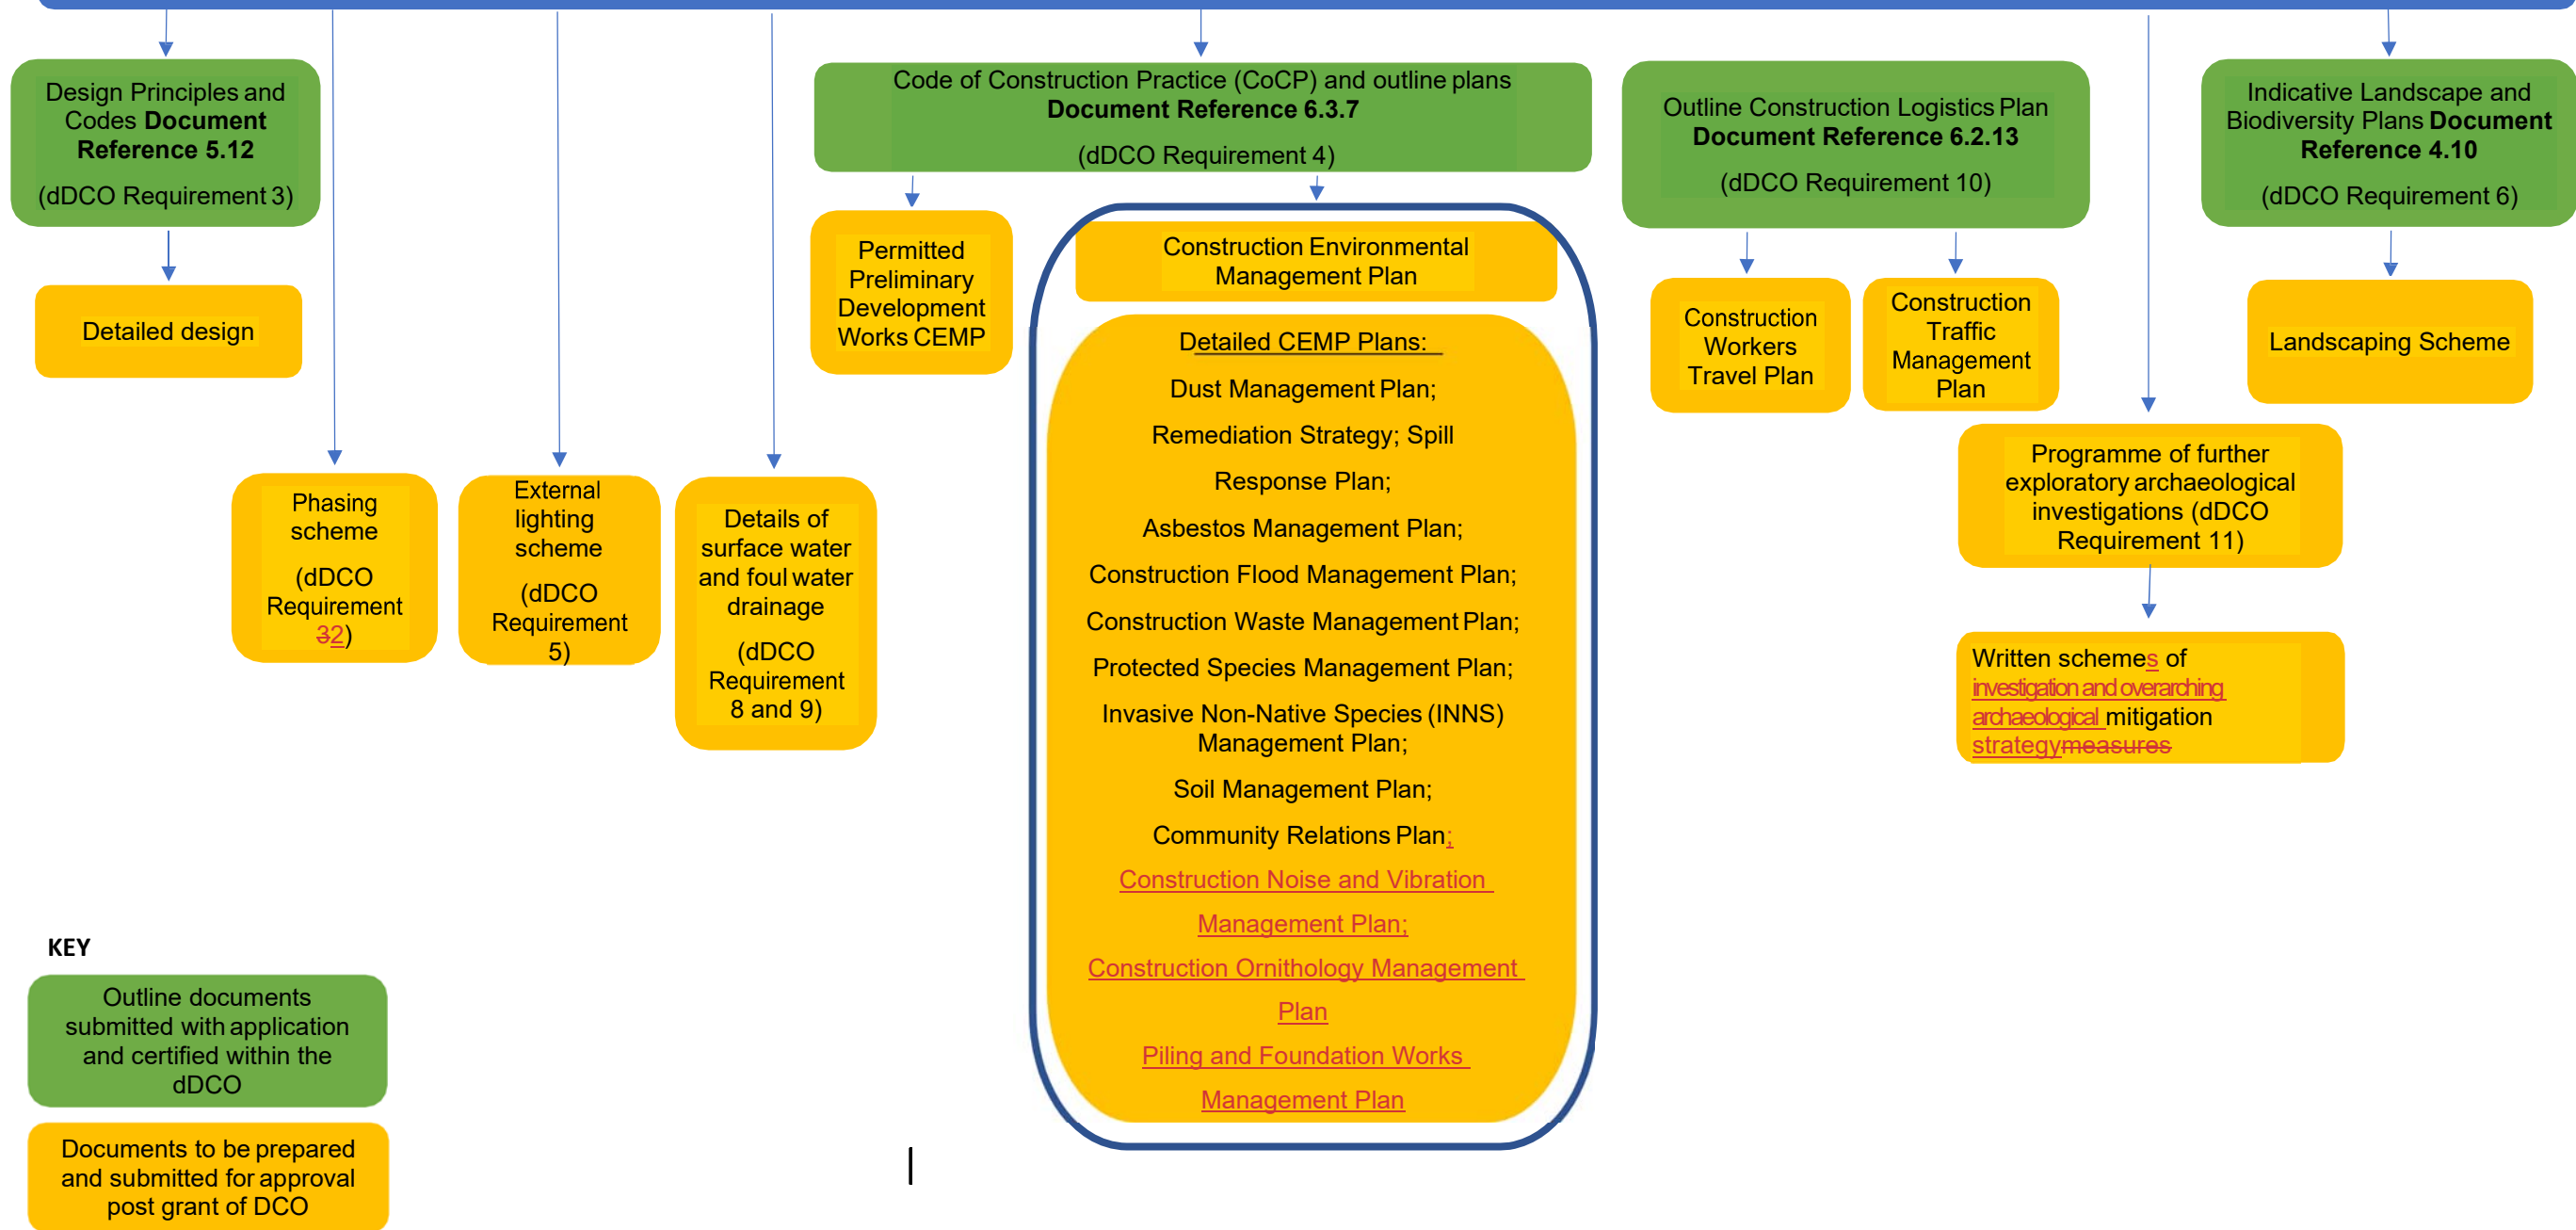 Design Principles and
Codes Document
Reference 5.12
(dDCO Requirement 3)
Detailed design
Phasing
scheme
(dDCO
Requirement
32)
External
lighting
scheme
(dDCO
Requirement
5)
Details of
surface water
and foul water
drainage
(dDCO
Requirement
8 and 9)
Code of Construction Practice (CoCP) and outline plans
Document Reference 6.3.7
(dDCO Requirement 4)
Permitted
Preliminary
Development
Works CEMP
Construction Environmental
Management Plan
Detailed CEMP Plans:
Dust Management Plan;
Remediation Strategy; Spill
Response Plan;
Asbestos Management Plan;
Construction Flood Management Plan;
Construction Waste Management Plan;
Protected Species Management Plan;
Invasive Non-Native Species (INNS)
Management Plan;
Soil Management Plan;
Community Relations Plan;
Construction Noise and Vibration
Management Plan;
Construction Ornithology Management
Plan
Piling and Foundation Works
Management Plan
Outline Construction Logistics Plan
Document Reference 6.2.13
(dDCO Requirement 10)
Construction
Workers
Travel Plan
Construction
Traffic
Management
Plan
Programme of further
exploratory archaeological
investigations (dDCO
Requirement 11)
Written schemes of
investigation and overarching
archaeological mitigation
strategymeasures
Indicative Landscape and
Biodiversity Plans Document
Reference 4.10
(dDCO Requirement 6)
Landscaping Scheme
KEY
Outline documents
submitted with application
and certified within the
dDCO
Documents to be prepared
and submitted for approval
post grant of DCO